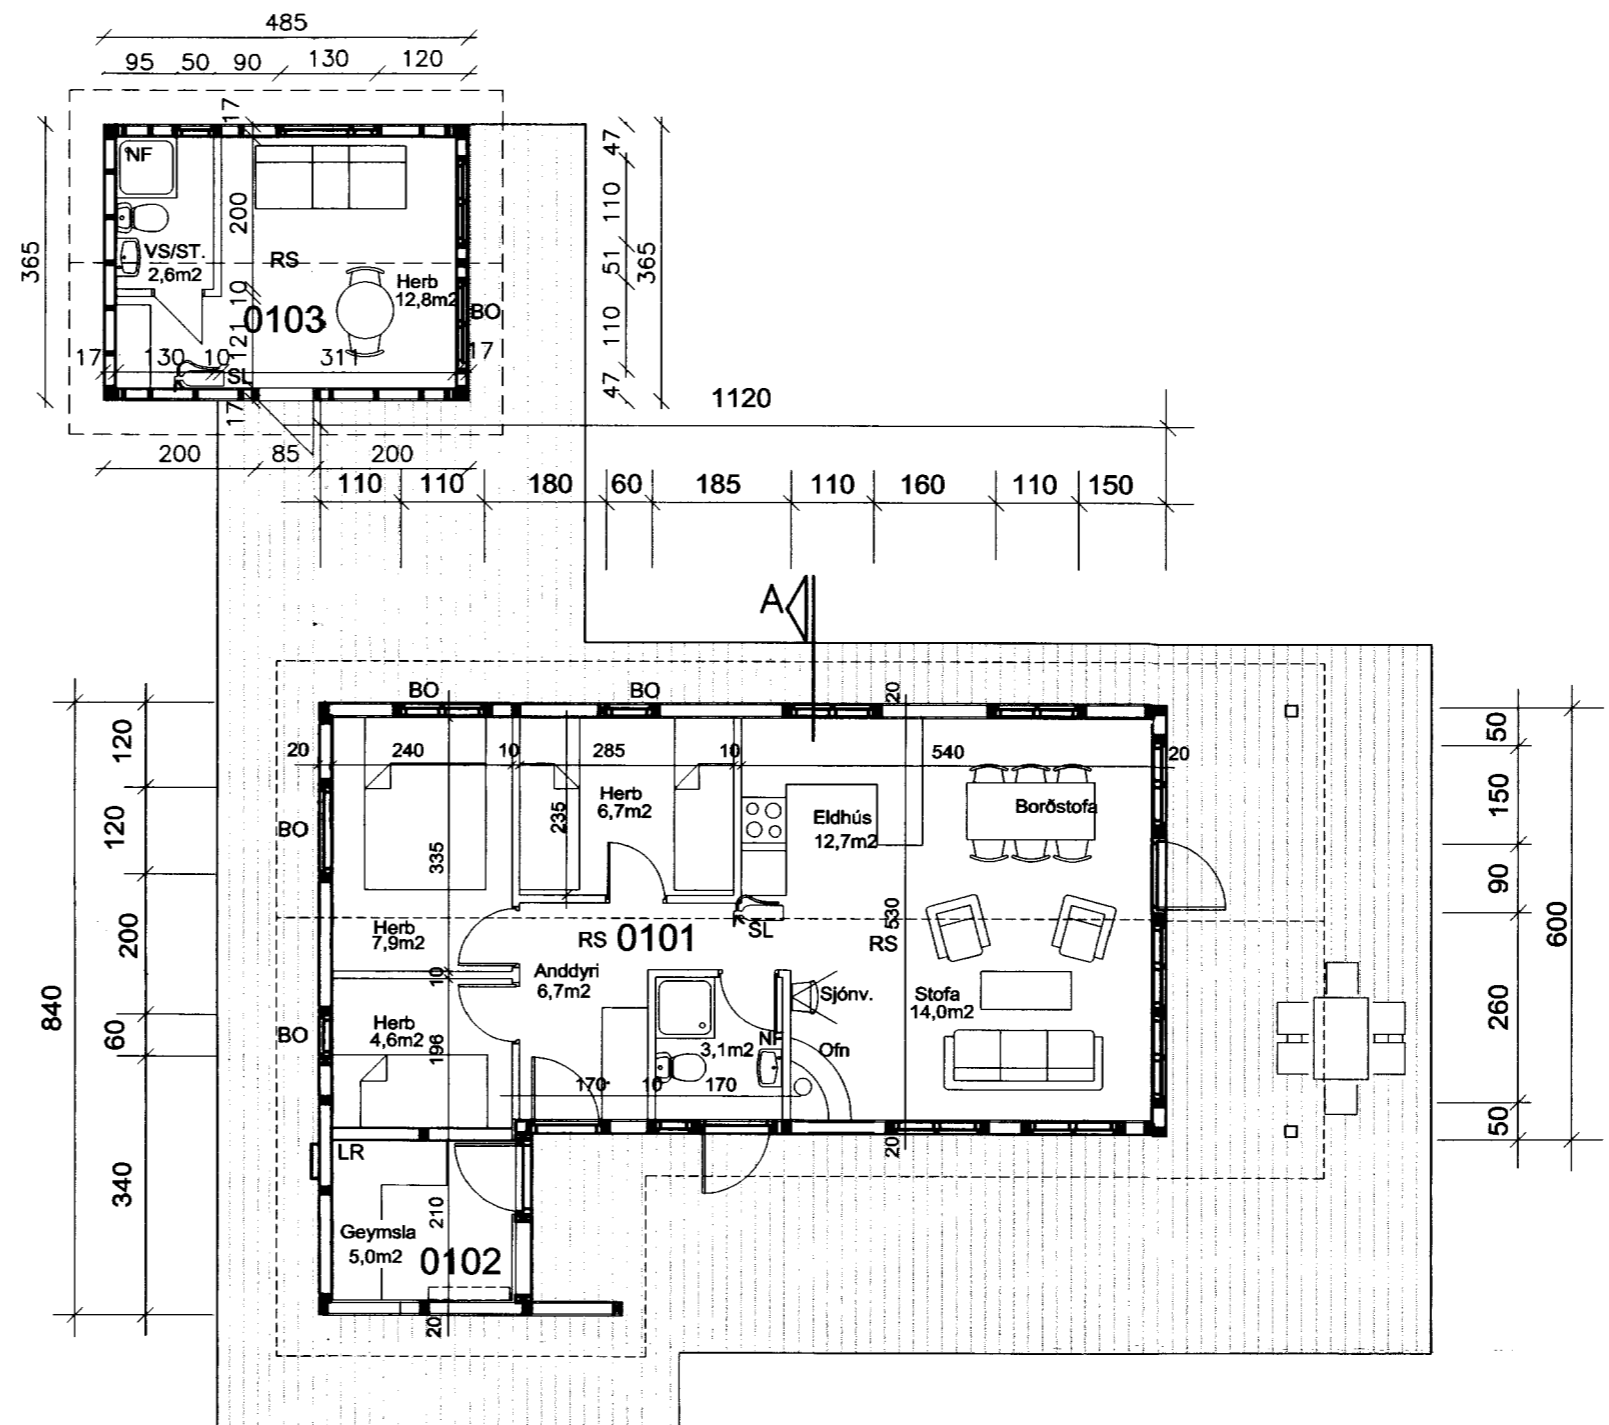 485
95 50 90 130 120
17
NF
200
VS/ST.
2,6m2
RS
Herb
12,8m2
10
0103
BO
121
17 130 10 311 17
SL
17
365
47
110
51
110
47
365
200 85 200
1120
110 110 180 60 185 110 160 110 150
A
BO BO 20
20 240 10 285 10 540 20
BO
335
235
Herb
6,7m2
Eldhús
12,7m2
Borðstofa
530
Herb
7,9m2
RS 0101 SL RS
10
Anddyri
6,7m2
Sjónv.
Stofa
14,0m2
BO
Herb
4,6m2
196
NF
3,1m2
Ofn
170 10 170
20
LR
210
Geymsla
5,0m2
0102
20
120
120
200
60
340
840
50
150
90
260
50
600